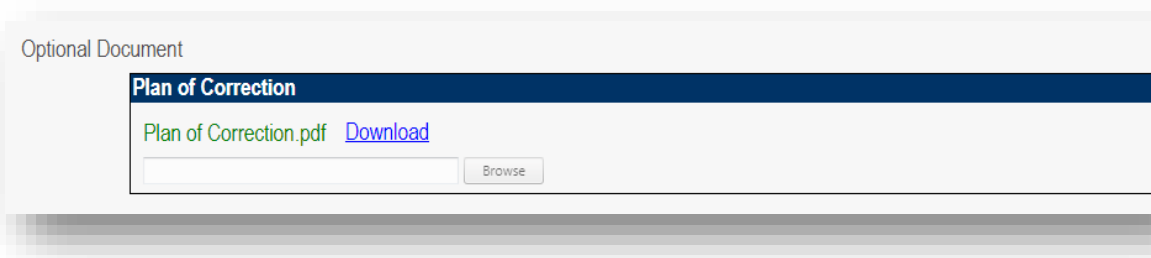 Optional Document
Plan of Correction
Plan of Correction.pdf Download
Browse